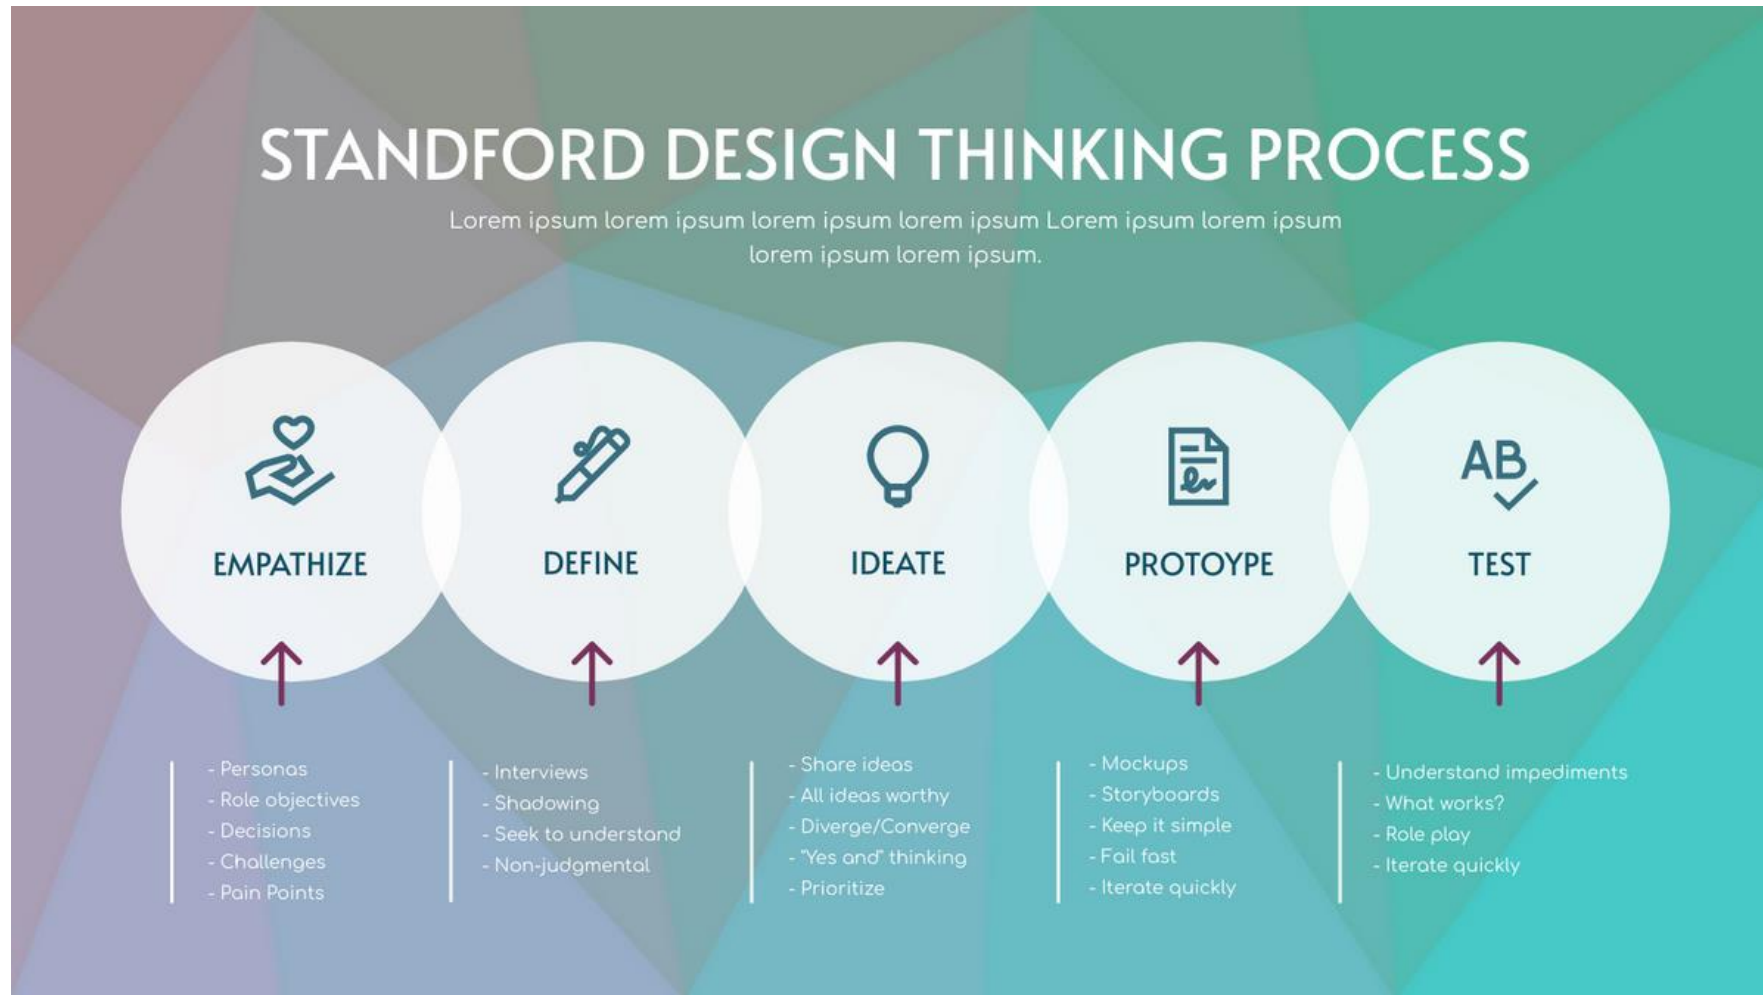 STANDFORD DESIGN THINKING PROCESS
Lorem ipsum lorem ipsum lorem ipsum lorem ipsum Lorem ipsum lorem ipsum
lorem ipsum lorem ipsum.
EMPATHIZE
- Personas
- Role objectives
- Decisions
- Challenges
- Pain Points
DEFINE
- Interviews
- Shadowing
- Seek to understand
- Non-judgmental
IDEATE
- Share ideas
- All ideas worthy
- Diverge/Converge
- "Yes and" thinking
- Prioritize
PROTOYPE
- Mockups
- Storyboards
- Keep it simple
- Fail fast
- Iterate quickly
AB
TEST
- Understand impediments
- What works?
- Role play
- Iterate quickly